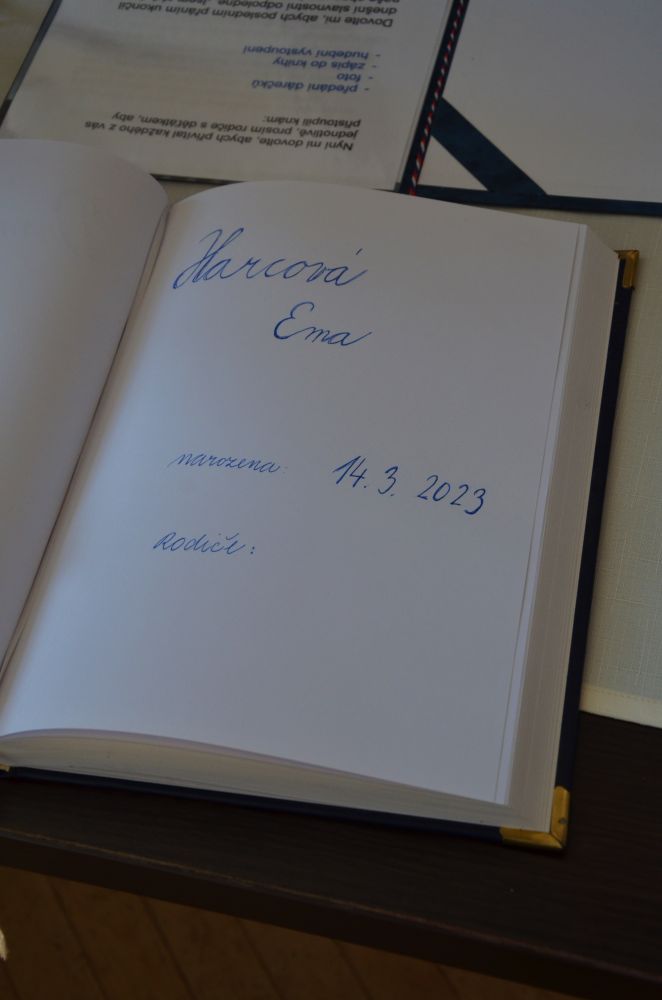 Harcová
Ema
narozena: 14. 3. 2023
Rodiče:
Nyní mi dovolte, abych přivítal každého z vás
jednotlivě, prosím rodiče s děťátkem, aby
přistoupili k nám:
- předání dárečků
- foto
- zápis do knihy
- hudební vystoupení
Dovolte mi, abych posledním přáním ukončil
dnešní slavnostní odpoledne.